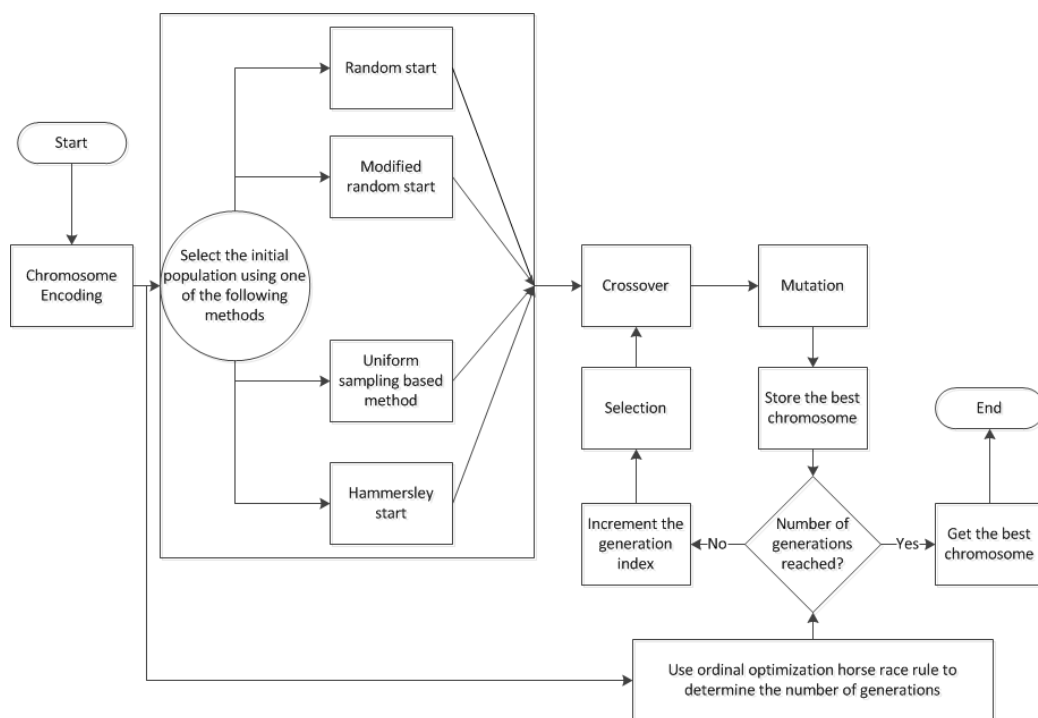 Start
Chromosome
Encoding
Select the initial
population using one
of the following
methods
Random start
Modified
random start
Uniform
sampling based
method
Hammersley
start
Crossover
Mutation
Selection
Store the best
chromosome
Increment the
generation
index
No
Number of
generations
reached?
Yes
Get the best
chromosome
End
Use ordinal optimization horse race rule to
determine the number of generations